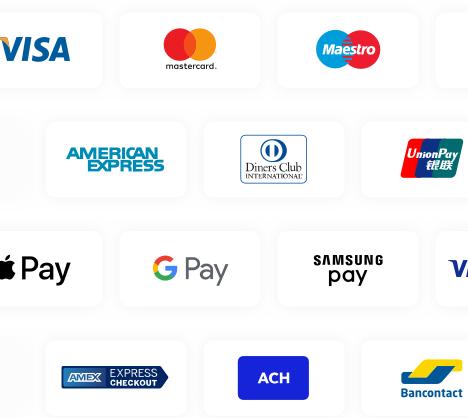 VISA
mastercard.
Maestro
AMERICAN
EXPRESS
Diners Club
INTERNATIONAL
UnionPay
银联
Pay
G Pay
SAMSUNG
pay
AMEX EXPRESS
CHECKOUT
ACH
Bancontact